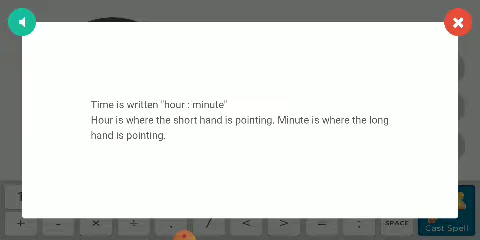 Time is written "hour : minute"
Hour is where the short hand is pointing. Minute is where the long
hand is pointing.
1
+ - × ÷ . / < > = : SPACE
Cast Spell